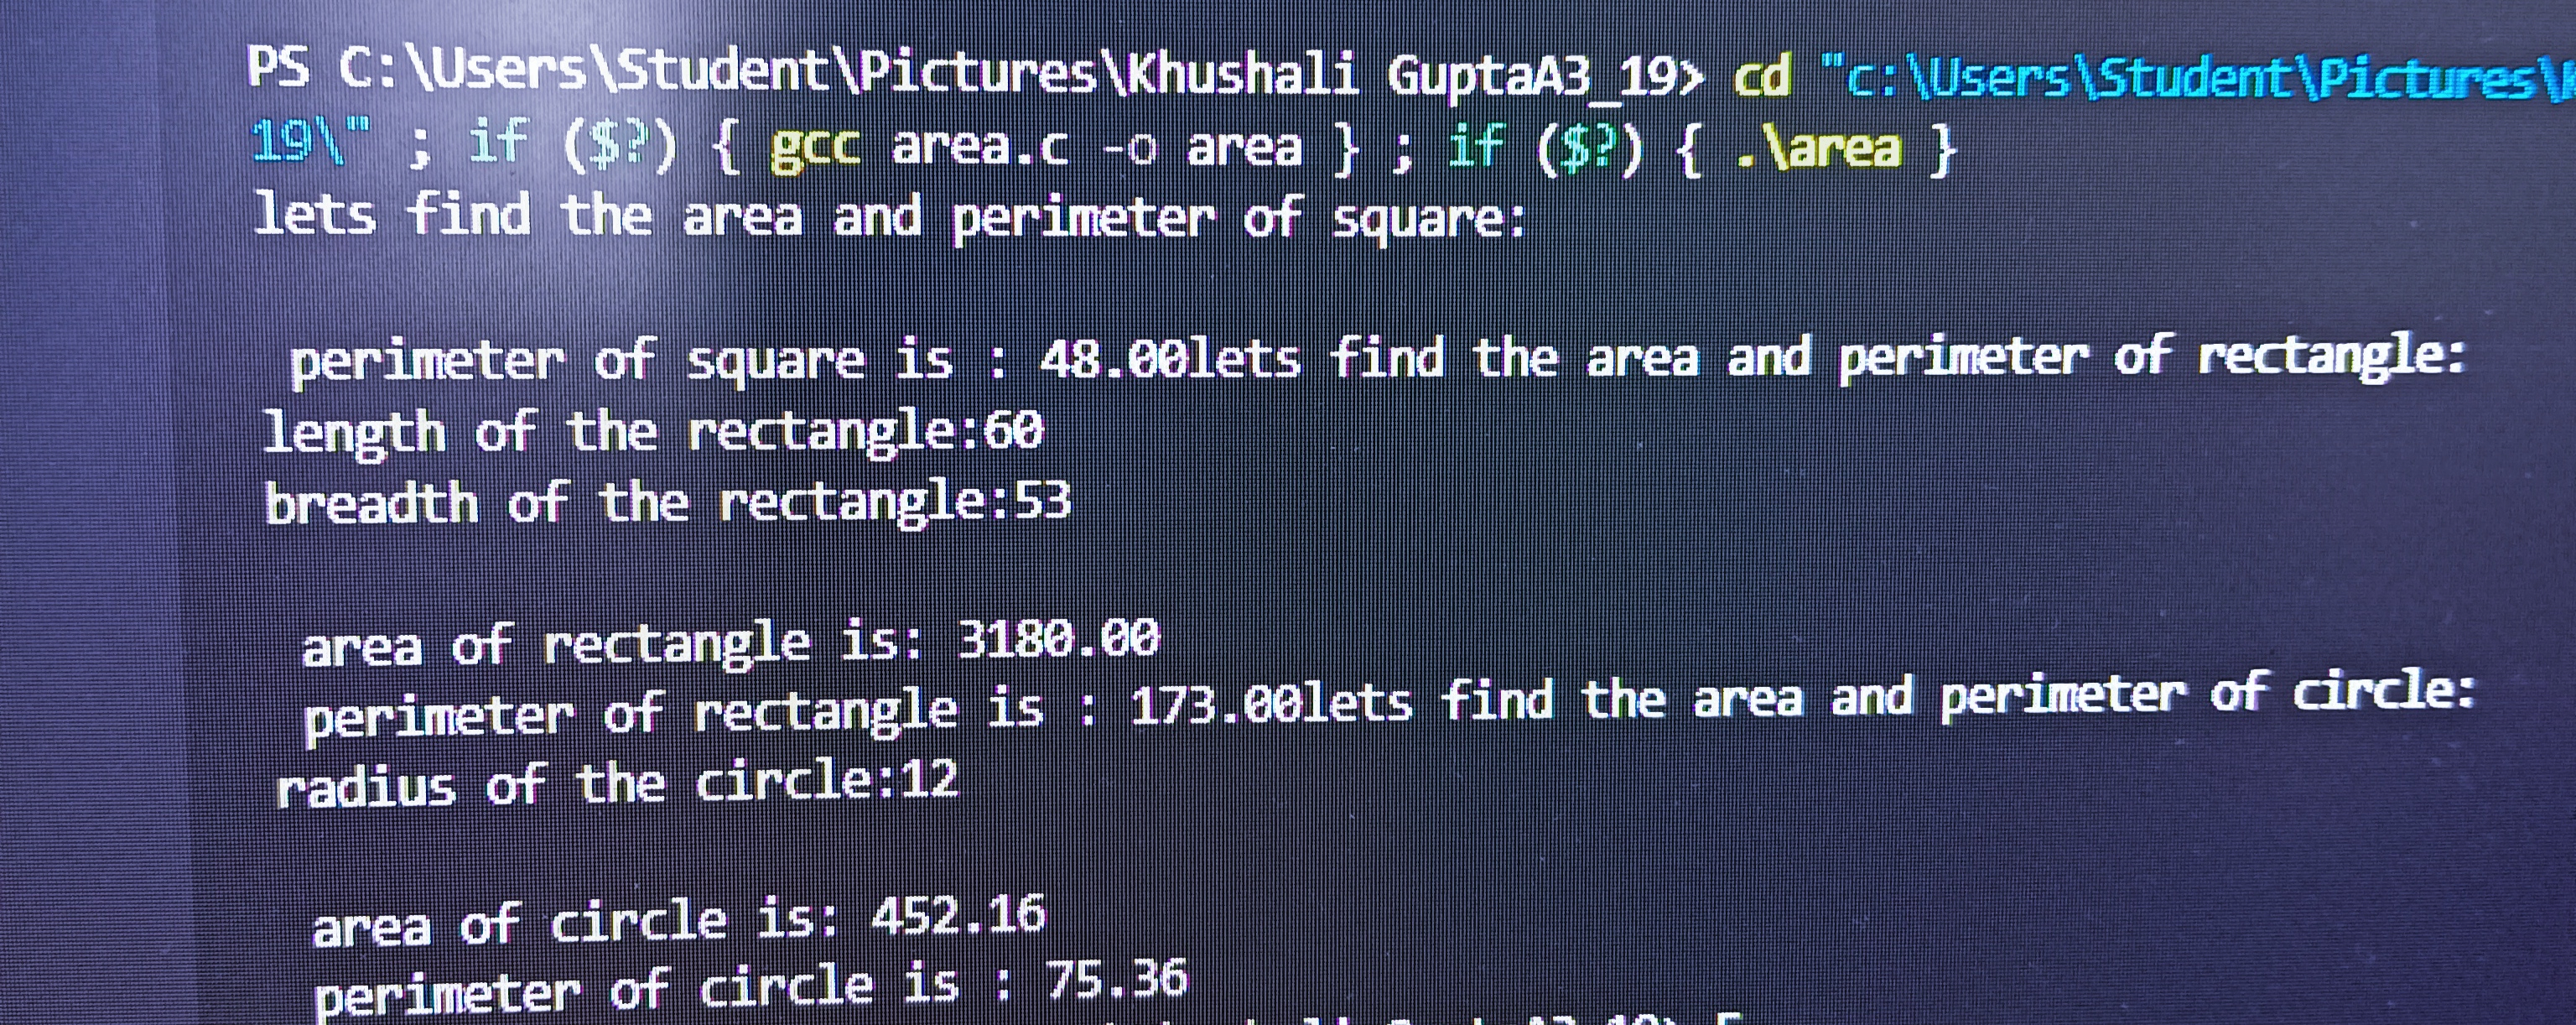 PS C:\Users\Student\Pictures\Khushali GuptaA3_19> cd "c:\Users\Student\Pictures\
19\" ; if ($?) { gcc area.c -o area } ; if ($?) { .\area }
lets find the area and perimeter of square:
perimeter of square is : 48.00lets find the area and perimeter of rectangle:
length of the rectangle:60
breadth of the rectangle:53
area of rectangle is: 3180.00
perimeter of rectangle is : 173.00lets find the area and perimeter of circle:
radius of the circle:12
area of circle is: 452.16
perimeter of circle is : 75.36